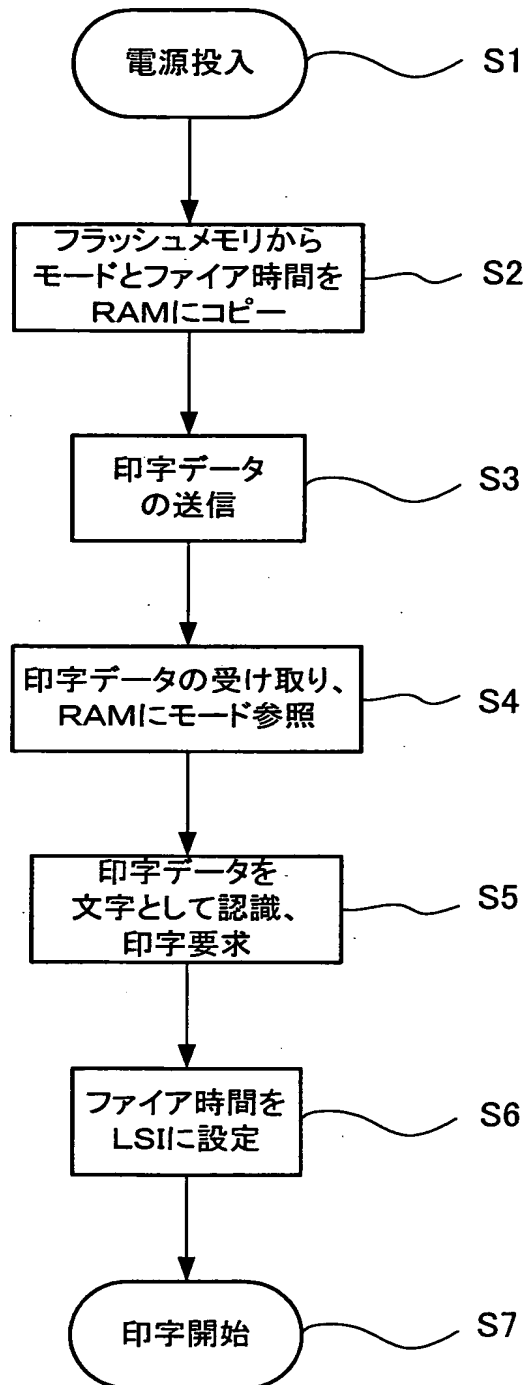 電源投入
S1
フラッシュメモリから
モードとファイア時間を
RAMにコピー
S2
印字データ
の送信
S3
印字データの受け取り、
RAMにモード参照
S4
印字データを
文字として認識、
印字要求
S5
ファイア時間を
LSIに設定
S6
印字開始
S7